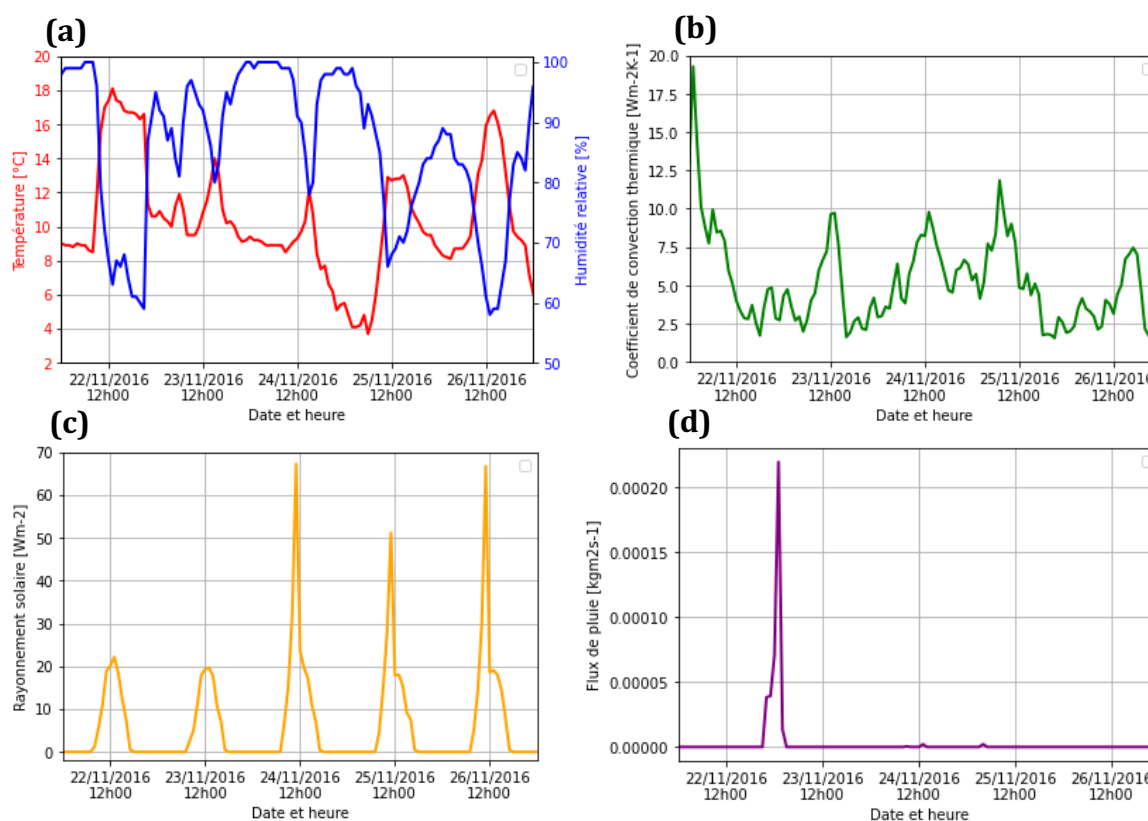 (a)
20
18
16
14
12
10
8
6
4
2
Température [°C]
100
90
80
70
60
50
Humidité relative [%]
22/11/2016 23/11/2016 24/11/2016 25/11/2016 26/11/2016
12h00 12h00 12h00 12h00 12h00
Date et heure
(b)
20.0
17.5
15.0
12.5
10.0
7.5
5.0
2.5
0.0
Coefficient de convection thermique [Wm-2K-1]
22/11/2016 23/11/2016 24/11/2016 25/11/2016 26/11/2016
12h00 12h00 12h00 12h00 12h00
Date et heure
(c)
70
60
50
40
30
20
10
0
Rayonnement solaire [Wm-2]
22/11/2016 23/11/2016 24/11/2016 25/11/2016 26/11/2016
12h00 12h00 12h00 12h00 12h00
Date et heure
(d)
0.00020
0.00015
0.00010
0.00005
0.00000
Flux de pluie [kgm2s-1]
22/11/2016 23/11/2016 24/11/2016 25/11/2016 26/11/2016
12h00 12h00 12h00 12h00 12h00
Date et heure